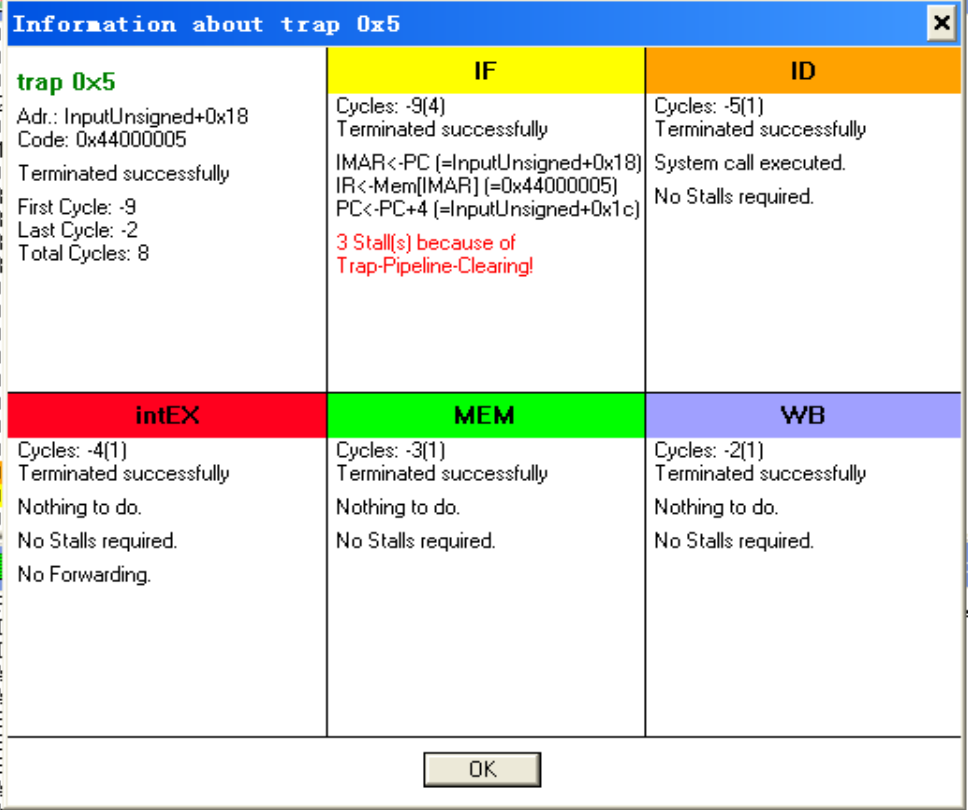 Information about trap 0x5
trap 0x5
Adr.: InputUnsigned+0x18
Code: 0x44000005
Terminated successfully
First Cycle: -9
Last Cycle: -2
Total Cycles: 8
IF
Cycles: -9(4)
Terminated successfully
IMAR<-PC (=InputUnsigned+0x18)
IR<-Mem[IMAR] (=0x44000005)
PC<-PC+4 (=InputUnsigned+0x1c)
3 Stall(s) because of
Trap-Pipeline-Clearing!
ID
Cycles: -5(1)
Terminated successfully
System call executed.
No Stalls required.
intEX
Cycles: -4(1)
Terminated successfully
Nothing to do.
No Stalls required.
No Forwarding.
MEM
Cycles: -3(1)
Terminated successfully
Nothing to do.
No Stalls required.
WB
Cycles: -2(1)
Terminated successfully
Nothing to do.
No Stalls required.
OK